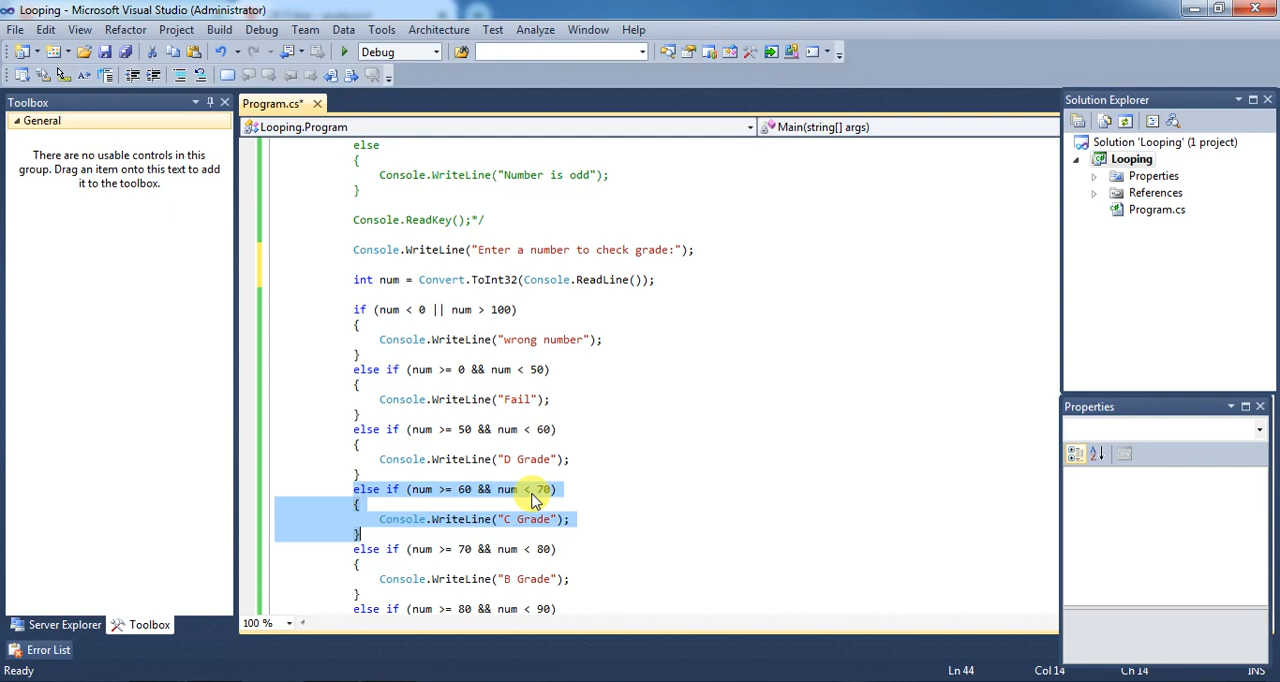 Looping - Microsoft Visual Studio (Administrator)
File Edit View Refactor Project Build Debug Team Data Tools Architecture Test Analyze Window Help
Debug
Toolbox
General
There are no usable controls in this
group. Drag an item onto this text to add
it to the toolbox.
Server Explorer
Toolbox
Program.cs*
Looping.Program
Main(string[] args)
else
{
Console.WriteLine("Number is odd");
}
Console.ReadKey();*/
Console.WriteLine("Enter a number to check grade:");
int num = Convert.ToInt32(Console.ReadLine());
if (num < 0 || num > 100)
{
Console.WriteLine("wrong number");
}
else if (num >= 0 && num < 50)
{
Console.WriteLine("Fail");
}
else if (num >= 50 && num < 60)
{
Console.WriteLine("D Grade");
}
else if (num >= 60 && num < 70)
{
Console.WriteLine("C Grade");
}
else if (num >= 70 && num < 80)
{
Console.WriteLine("B Grade");
}
else if (num >= 80 && num < 90)
100 %
Solution Explorer
Solution 'Looping' (1 project)
Looping
Properties
References
Program.cs
Properties
Error List
Ready
Ln 44 Col 14 Ch 14 INS